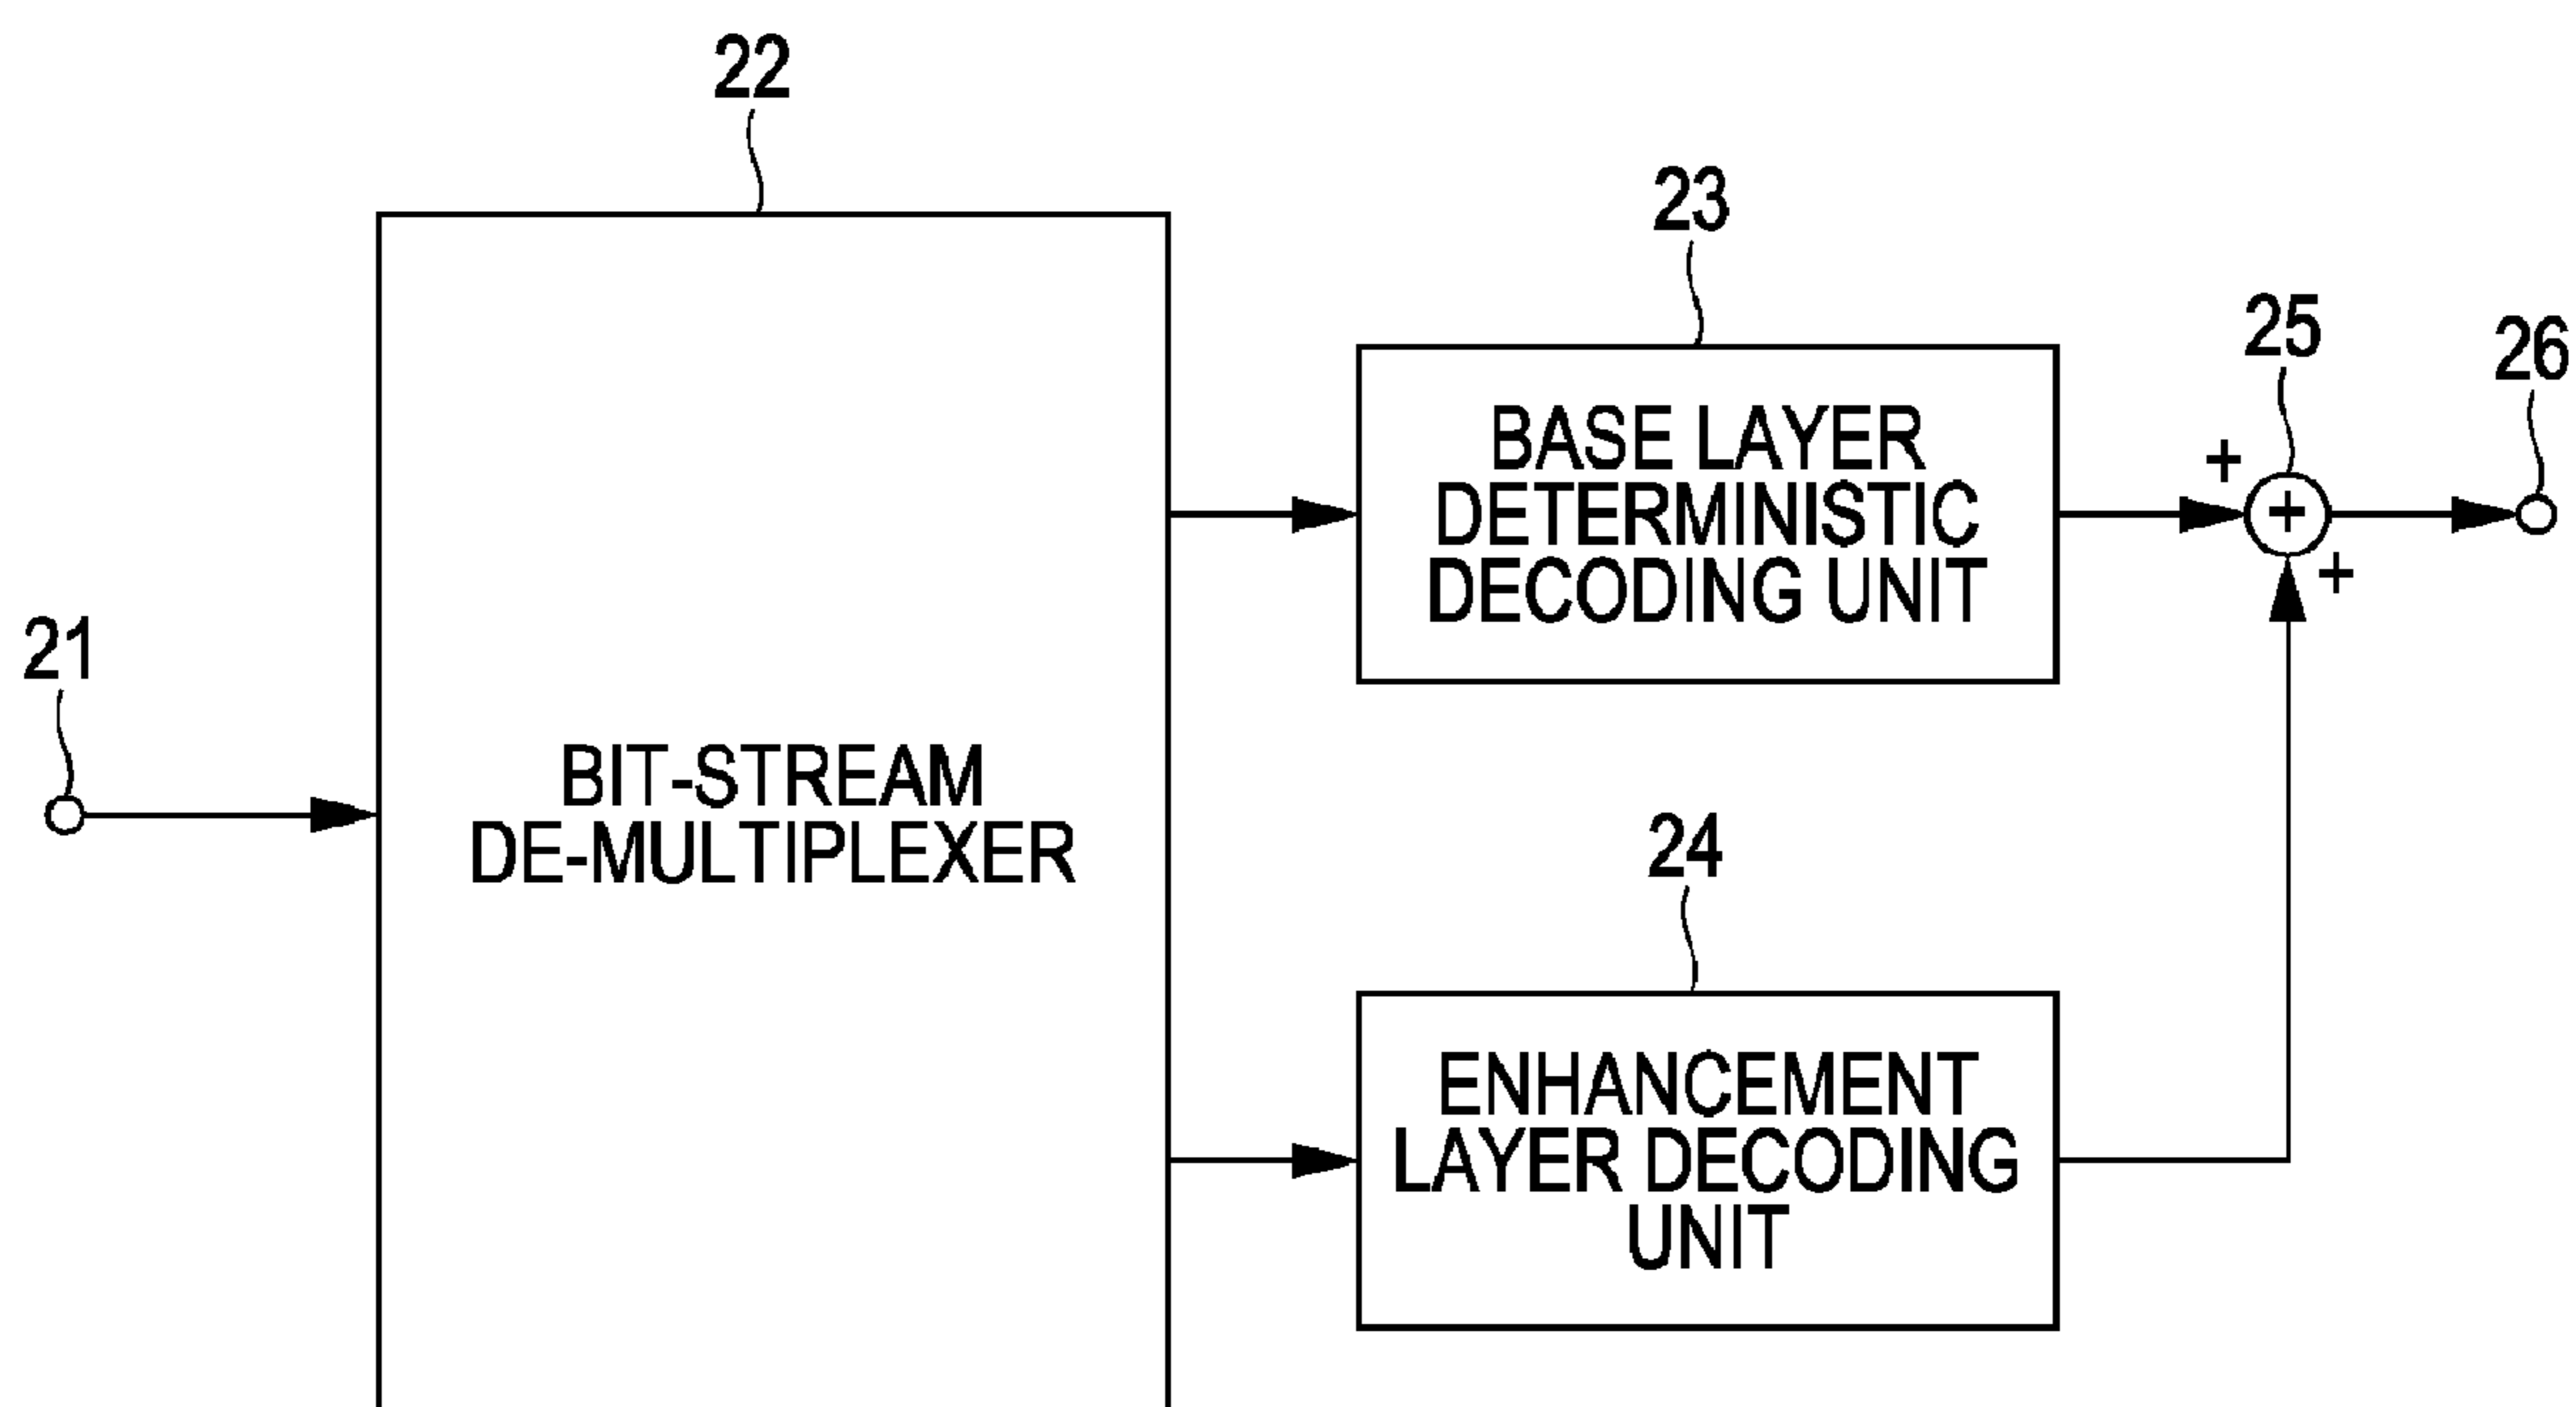 22
23
25
26
+
+
+
BASE LAYER
DETERMINISTIC
DECODING UNIT
21
BIT-STREAM
DE-MULTIPLEXER
24
ENHANCEMENT
LAYER DECODING
UNIT